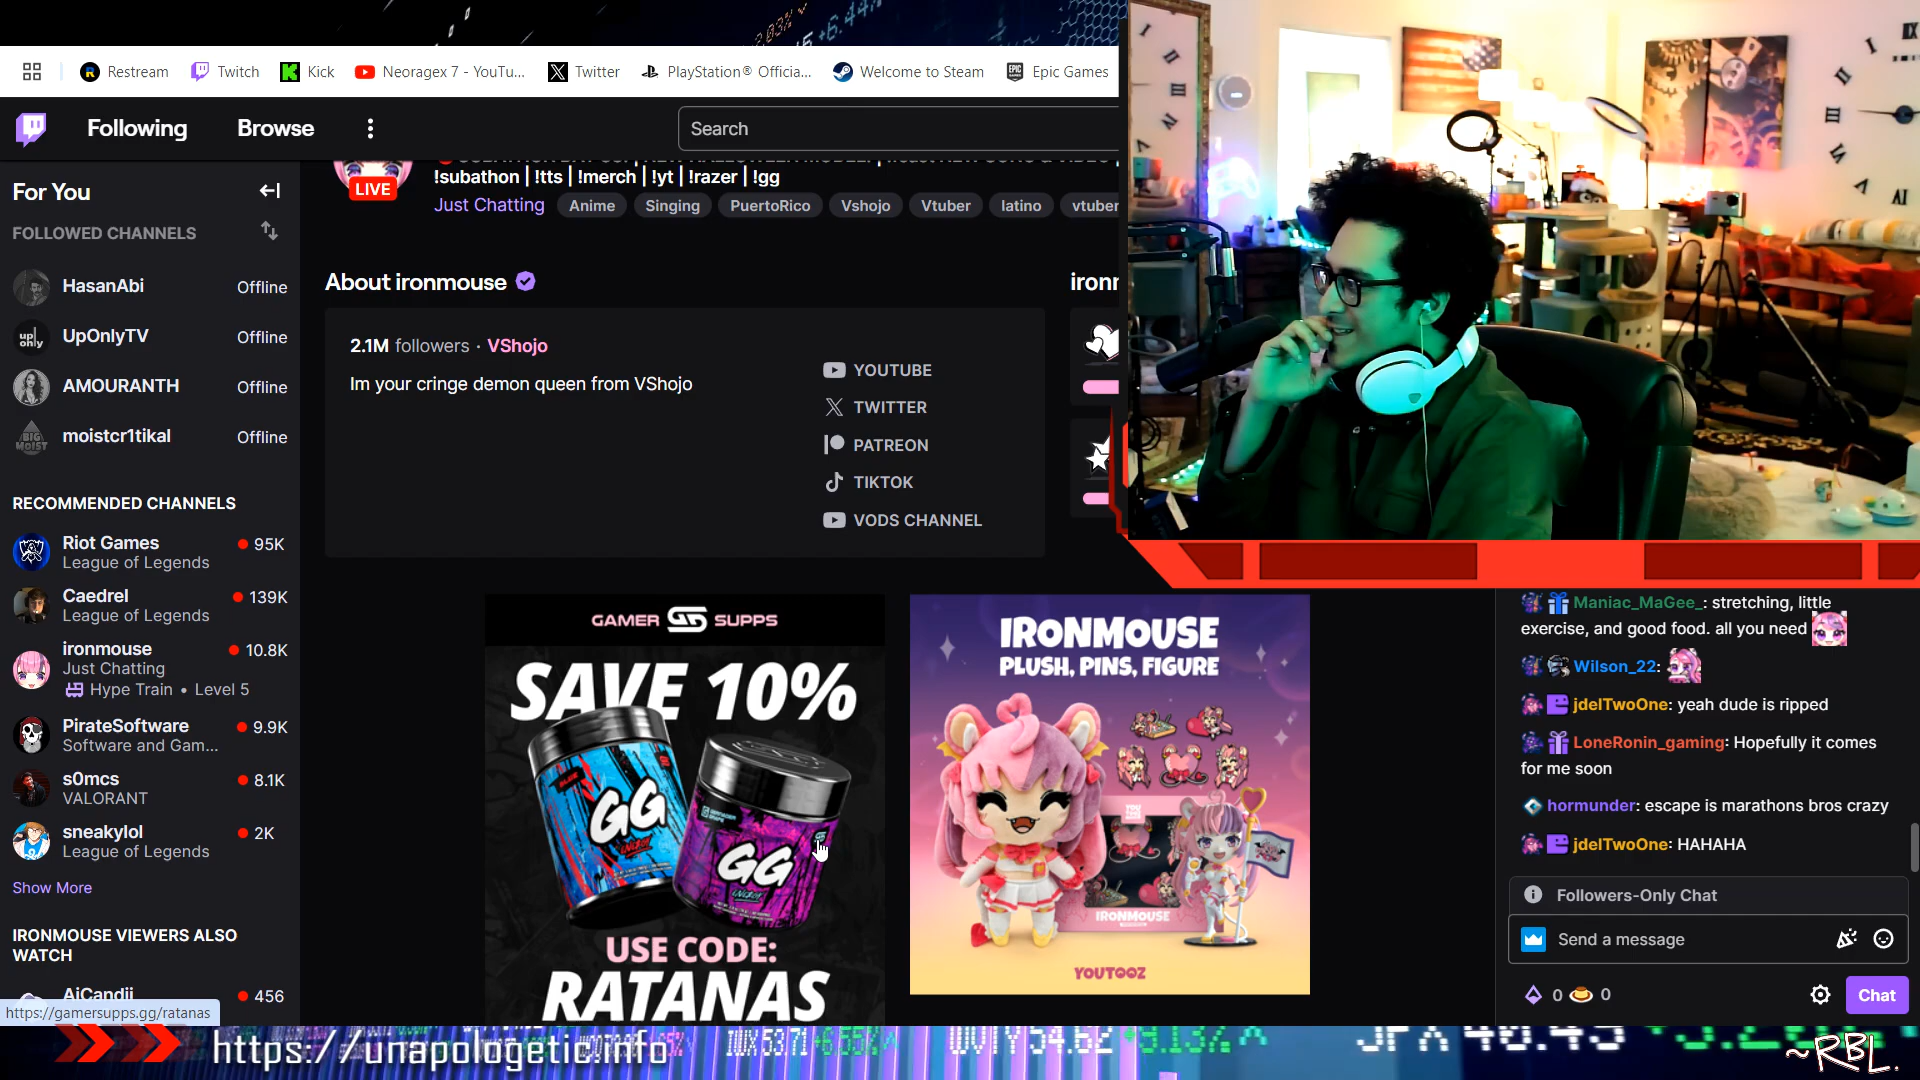 Restream
Twitch
Kick
Neoragex 7 - YouTu...
Twitter
PlayStation® Officia...
Welcome to Steam
Epic Games
Following
Browse
Search
For You
FOLLOWED CHANNELS
HasanAbi
Offline
UpOnlyTV
Offline
AMOURANTH
Offline
moistcr1tikal
Offline
RECOMMENDED CHANNELS
Riot Games
95K
League of Legends
Caedrel
139K
League of Legends
ironmouse
10.8K
Just Chatting
Hype Train • Level 5
PirateSoftware
9.9K
Software and Gam...
s0mcs
8.1K
VALORANT
sneakylol
2K
League of Legends
Show More
IRONMOUSE VIEWERS ALSO
WATCH
AiCandii
456
https://gamersupps.gg/ratanas
LIVE
!subathon | !tts | !merch | !yt | !razer | !gg
Just Chatting
Anime
Singing
PuertoRico
Vshojo
Vtuber
latino
vtuber
About ironmouse
2.1M followers · VShojo
Im your cringe demon queen from VShojo
YOUTUBE
TWITTER
PATREON
TIKTOK
VODS CHANNEL
GAMER SUPPS
SAVE 10%
GG
GG
USE CODE:
RATANAS
IRONMOUSE
PLUSH, PINS, FIGURE
IRONMOUSE
YOUTOOZ
Maniac_MaGee_: stretching, little
exercise, and good food. all you need
Wilson_22:
jdelTwoOne: yeah dude is ripped
LoneRonin_gaming: Hopefully it comes
for me soon
hormunder: escape is marathons bros crazy
jdelTwoOne: HAHAHA
Followers-Only Chat
Send a message
0
0
Chat
https://unapologetic.info
~RBL.